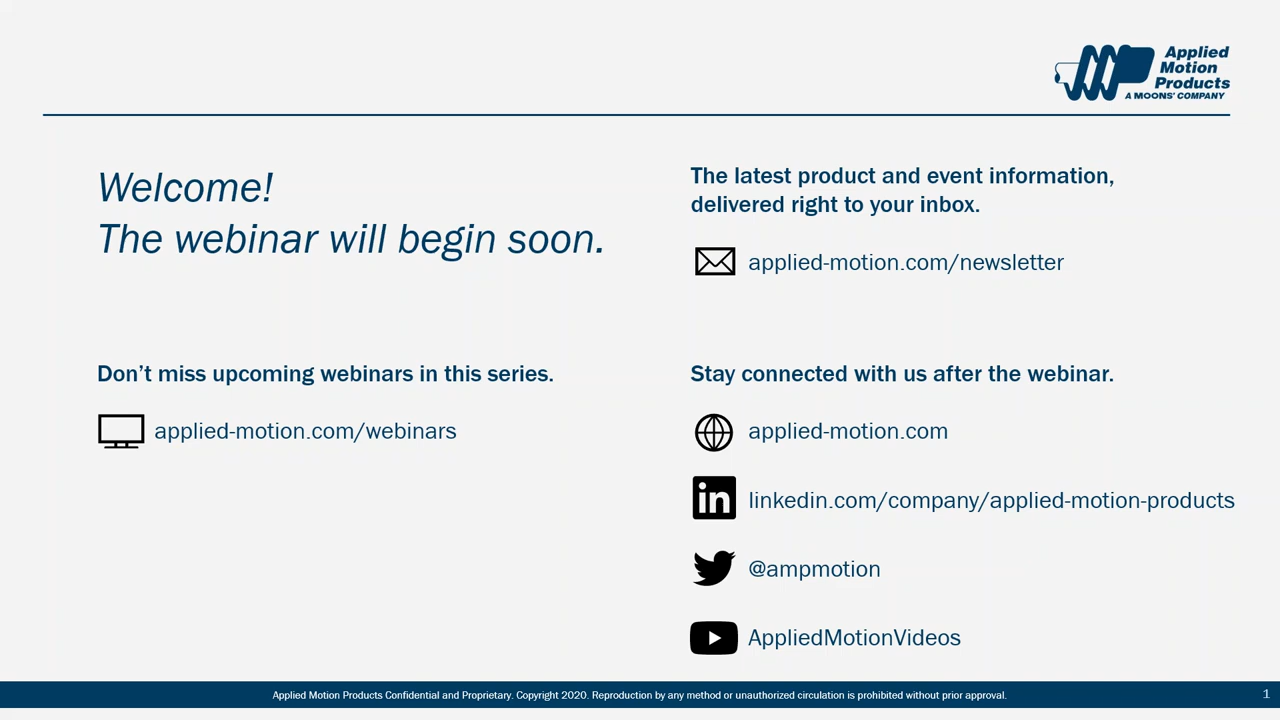 Applied
Motion
Products
A MOONS' COMPANY
Welcome!
The webinar will begin soon.
The latest product and event information,
delivered right to your inbox.
applied-motion.com/newsletter
Don’t miss upcoming webinars in this series.
applied-motion.com/webinars
Stay connected with us after the webinar.
applied-motion.com
in
linkedin.com/company/applied-motion-products
@ampmotion
AppliedMotionVideos
Applied Motion Products Confidential and Proprietary. Copyright 2020. Reproduction by any method or unauthorized circulation is prohibited without prior approval.
1